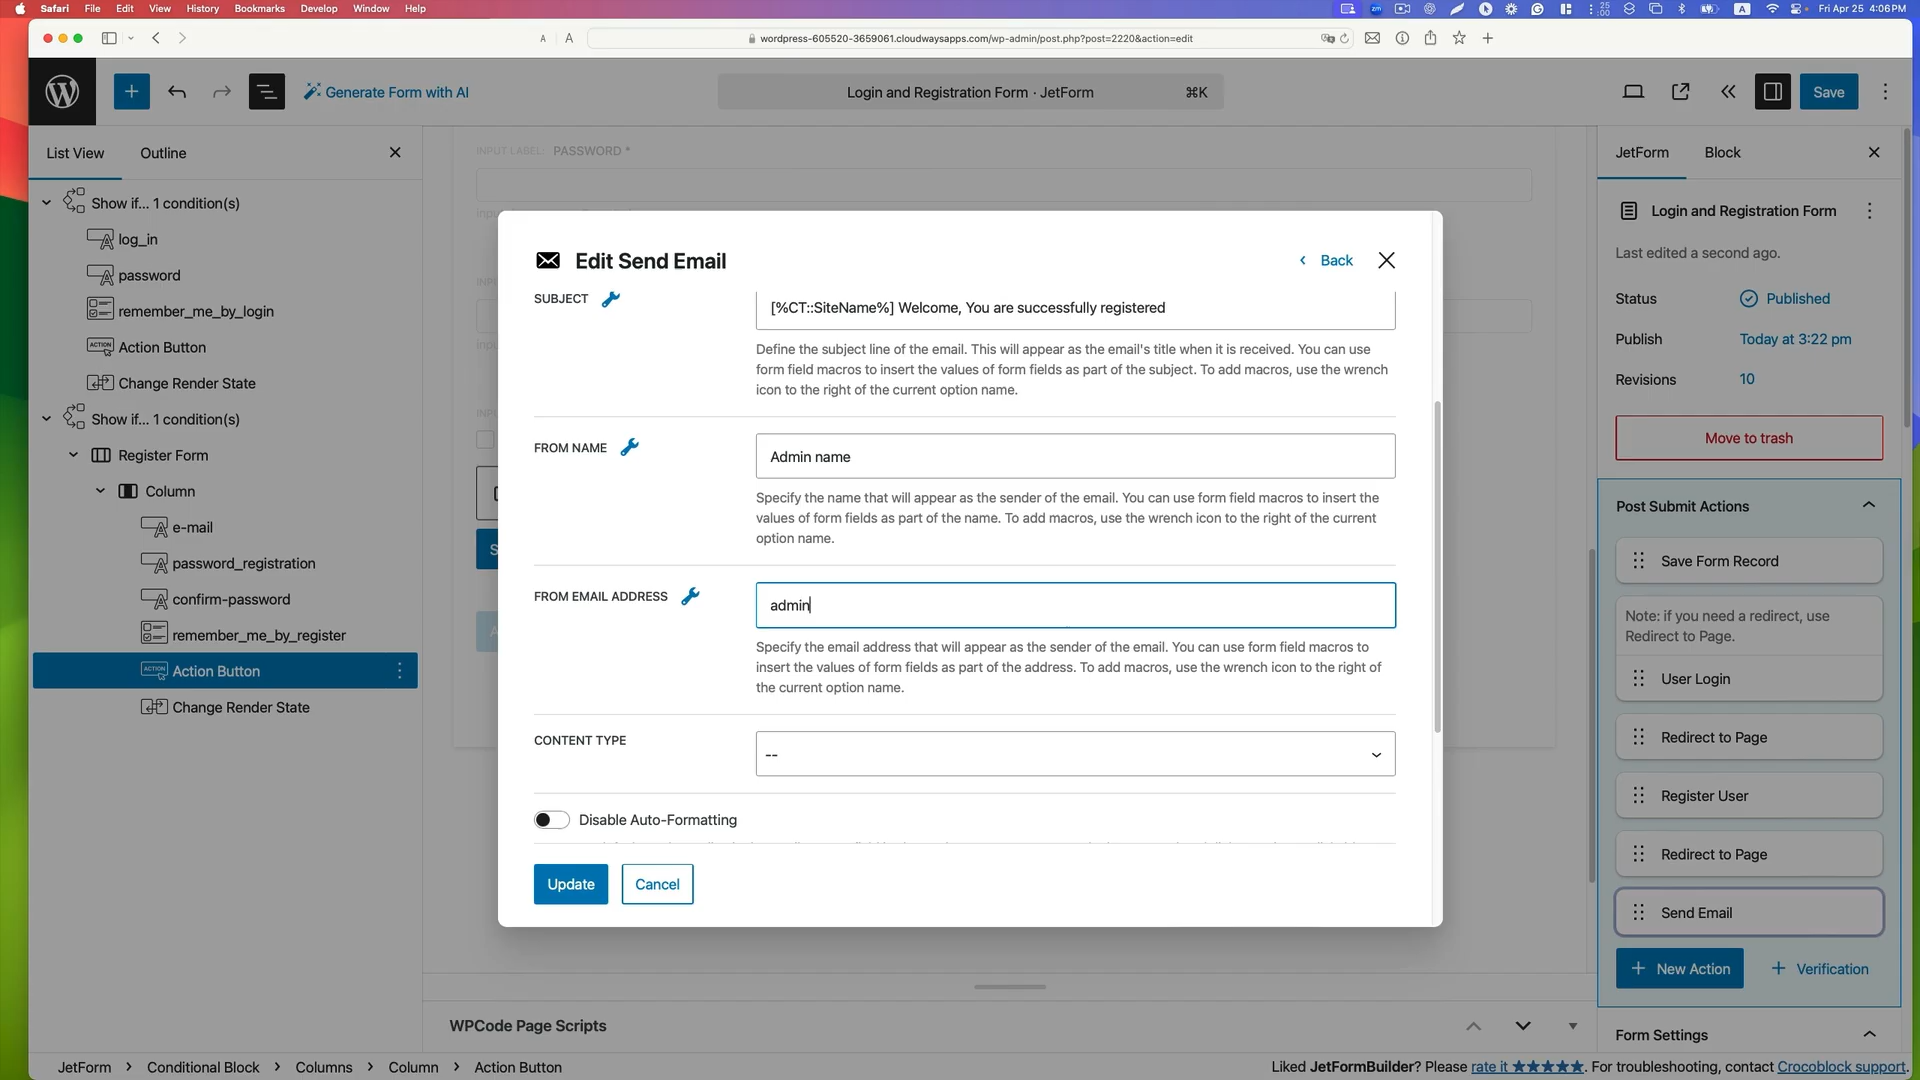 Safari File Edit View History Bookmarks Develop Window Help
Fri Apr 25 4:06 PM
A A wordpress-605520-3659061.cloudwaysapps.com/wp-admin/post.php?post=2220&action=edit
Generate Form with AI
Login and Registration Form · JetForm ⌘K
Save
List View Outline
Show if... 1 condition(s)
log_in
password
remember_me_by_login
Action Button
Change Render State
Show if... 1 condition(s)
Register Form
Column
e-mail
password_registration
confirm-password
remember_me_by_register
Action Button
Change Render State
INPUT LABEL: PASSWORD *
Edit Send Email
Back
SUBJECT
[%CT::SiteName%] Welcome, You are successfully registered
Define the subject line of the email. This will appear as the email's title when it is received. You can use
form field macros to insert the values of form fields as part of the subject. To add macros, use the wrench
icon to the right of the current option name.
FROM NAME
Admin name
Specify the name that will appear as the sender of the email. You can use form field macros to insert the
values of form fields as part of the name. To add macros, use the wrench icon to the right of the current
option name.
FROM EMAIL ADDRESS
admin
Specify the email address that will appear as the sender of the email. You can use form field macros to
insert the values of form fields as part of the address. To add macros, use the wrench icon to the right of
the current option name.
CONTENT TYPE
--
Disable Auto-Formatting
Update Cancel
WPCode Page Scripts
JetForm Block
Login and Registration Form
Last edited a second ago.
Status Published
Publish Today at 3:22 pm
Revisions 10
Move to trash
Post Submit Actions
Save Form Record
Note: if you need a redirect, use
Redirect to Page.
User Login
Redirect to Page
Register User
Redirect to Page
Send Email
New Action Verification
Form Settings
JetForm › Conditional Block › Columns › Column › Action Button
Liked JetFormBuilder? Please rate it ★★★★★. For troubleshooting, contact Crocoblock support.